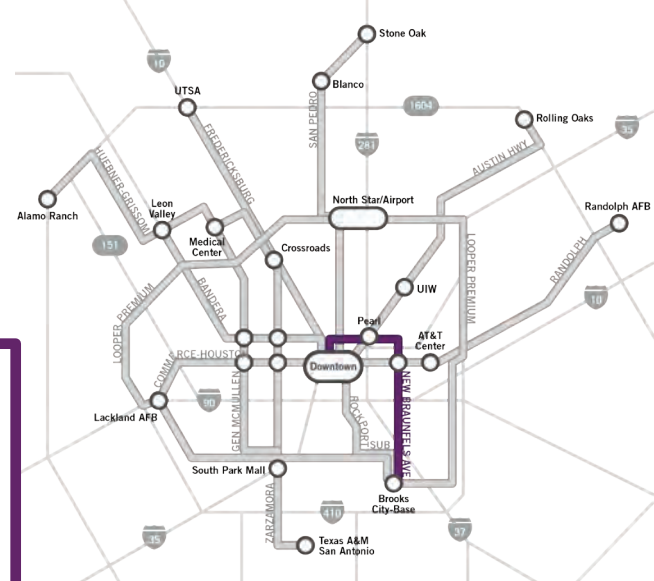 Stone Oak
10
Blanco
UTSA
1604
SAN PEDRO
Rolling Oaks
35
FREDERICKSBURG
281
AUSTIN HWY
HUEBNER-GRISSOM
Leon
Valley
North Star/Airport
Randolph AFB
Alamo Ranch
Medical
Center
151
Crossroads
LOOPER PREMIUM
RANDOLPH
UIW
10
BANDERA
LOOPER PREMIUM
Pearl
AT&T
Center
COMM
RCE-HOUSTON
Downtown
GEN MCMULLEN
NEW BRAUNFELS AVE
90
ROCKPORT/
SUB
Lackland AFB
South Park Mall
Brooks
City-Base
ZARZAMORA
410
37
35
Texas A&M
San Antonio